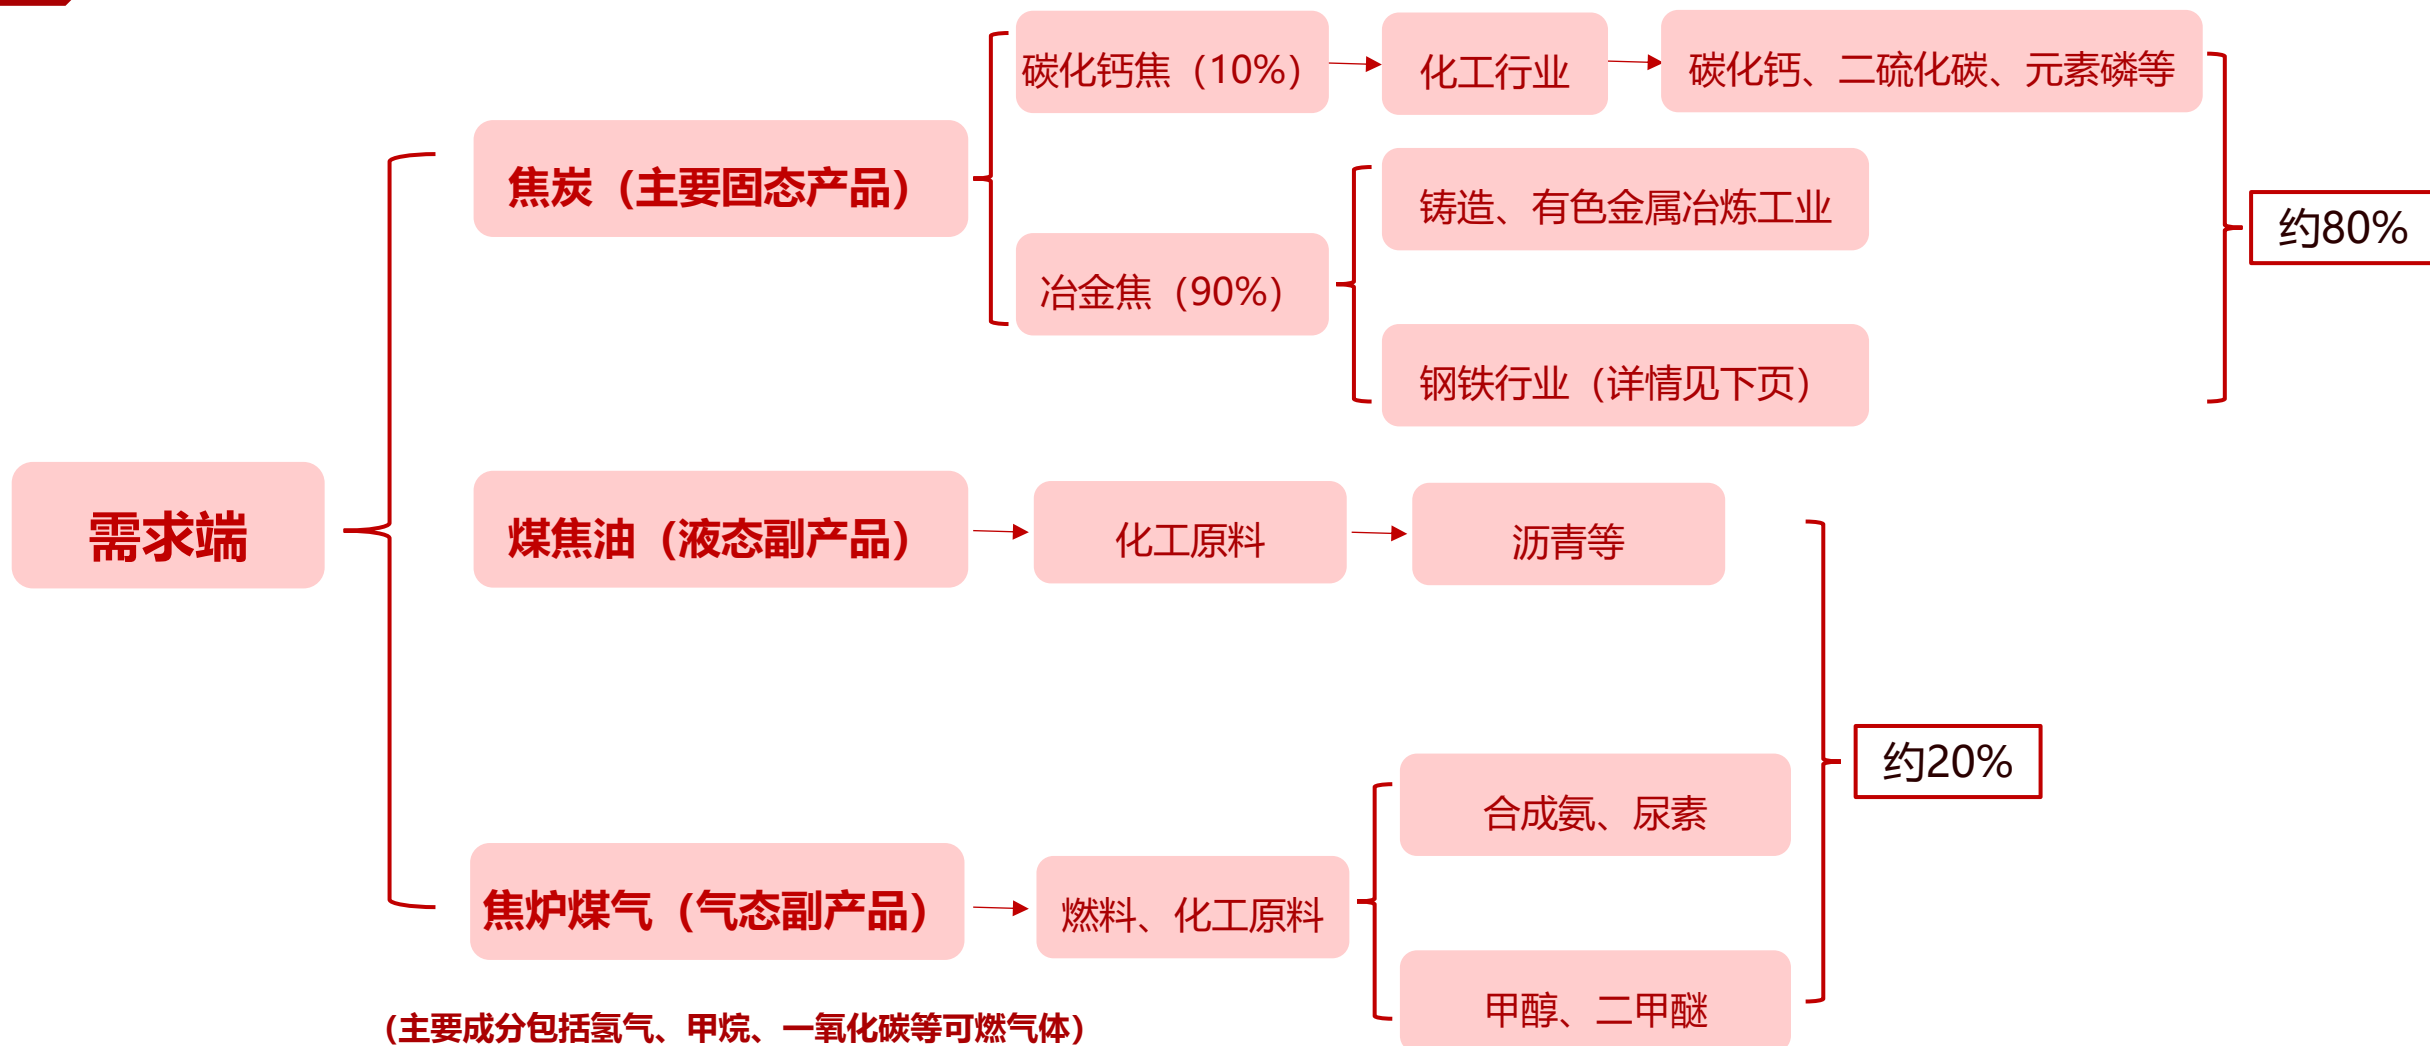 碳化钙焦（10%）
化工行业
碳化钙、二硫化碳、元素磷等
焦炭（主要固态产品）
铸造、有色金属冶炼工业
约80%
冶金焦（90%）
钢铁行业（详情见下页）
需求端
煤焦油（液态副产品）
化工原料
沥青等
约20%
合成氨、尿素
焦炉煤气（气态副产品）
燃料、化工原料
甲醇、二甲醚
（主要成分包括氢气、甲烷、一氧化碳等可燃气体）